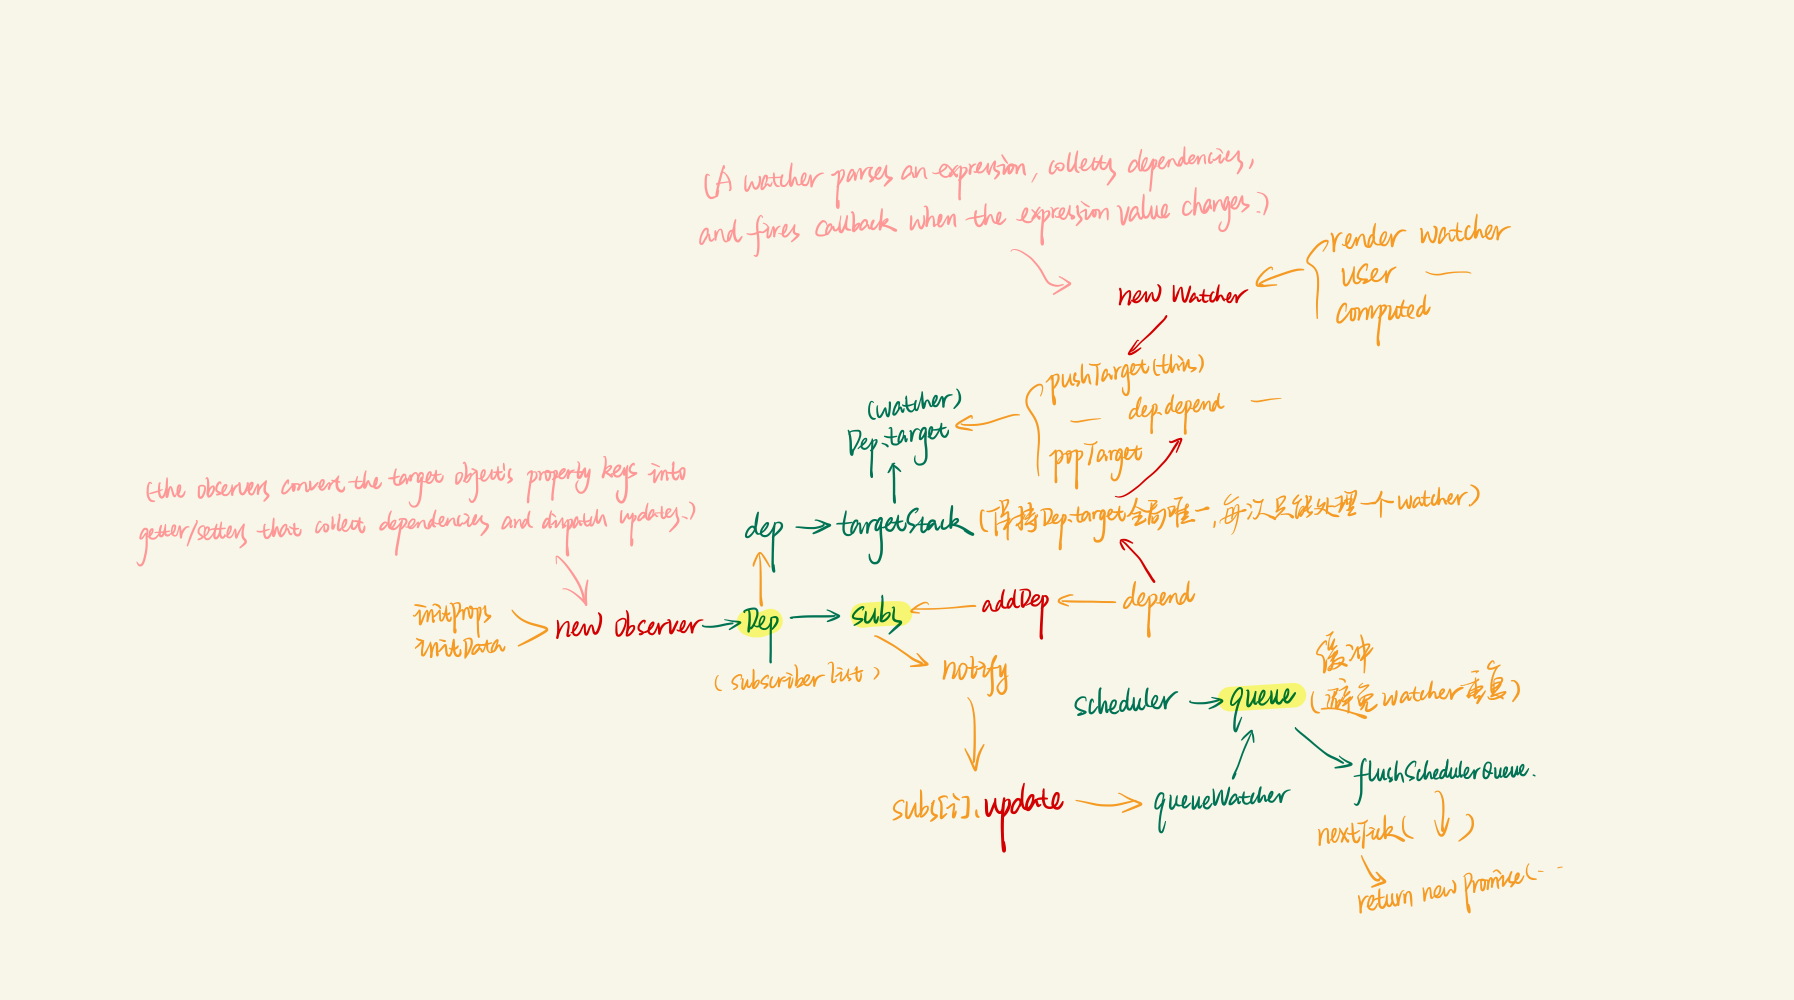 (A watcher parses an expression, collects dependencies,
and fires callback when the expression value changes.)
render watcher
user —
computed
new Watcher
pushTarget(this)
— dep.depend —
popTarget
(watcher)
Dep.target
(the observers convert the target object's property keys into
getter/setters that collect dependencies and dispatch updates.)
dep
targetStack
(保持Dep.target全局唯一,每次只能处理一个watcher)
initProps
initData
new Observer
Dep
subs
addDep
depend
(subscriber list)
notify
缓冲
scheduler
queue
(避免watcher重复)
flushSchedulerQueue.
subs[i].update
queueWatcher
nextTick( )
return new Promise(--